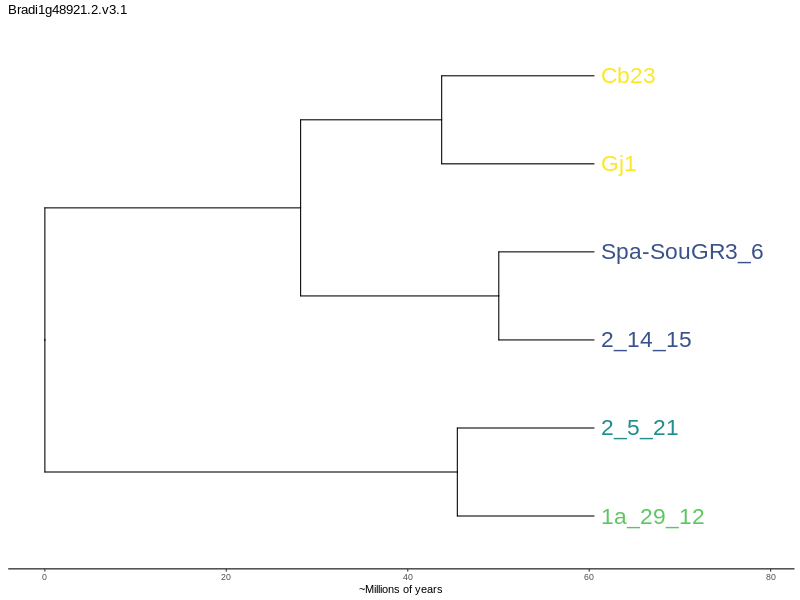 Bradi1g48921.2.v3.1
Cb23
Gj1
Spa-SouGR3_6
2_14_15
2_5_21
1a_29_12
0 20 40 60 80
~Millions of years